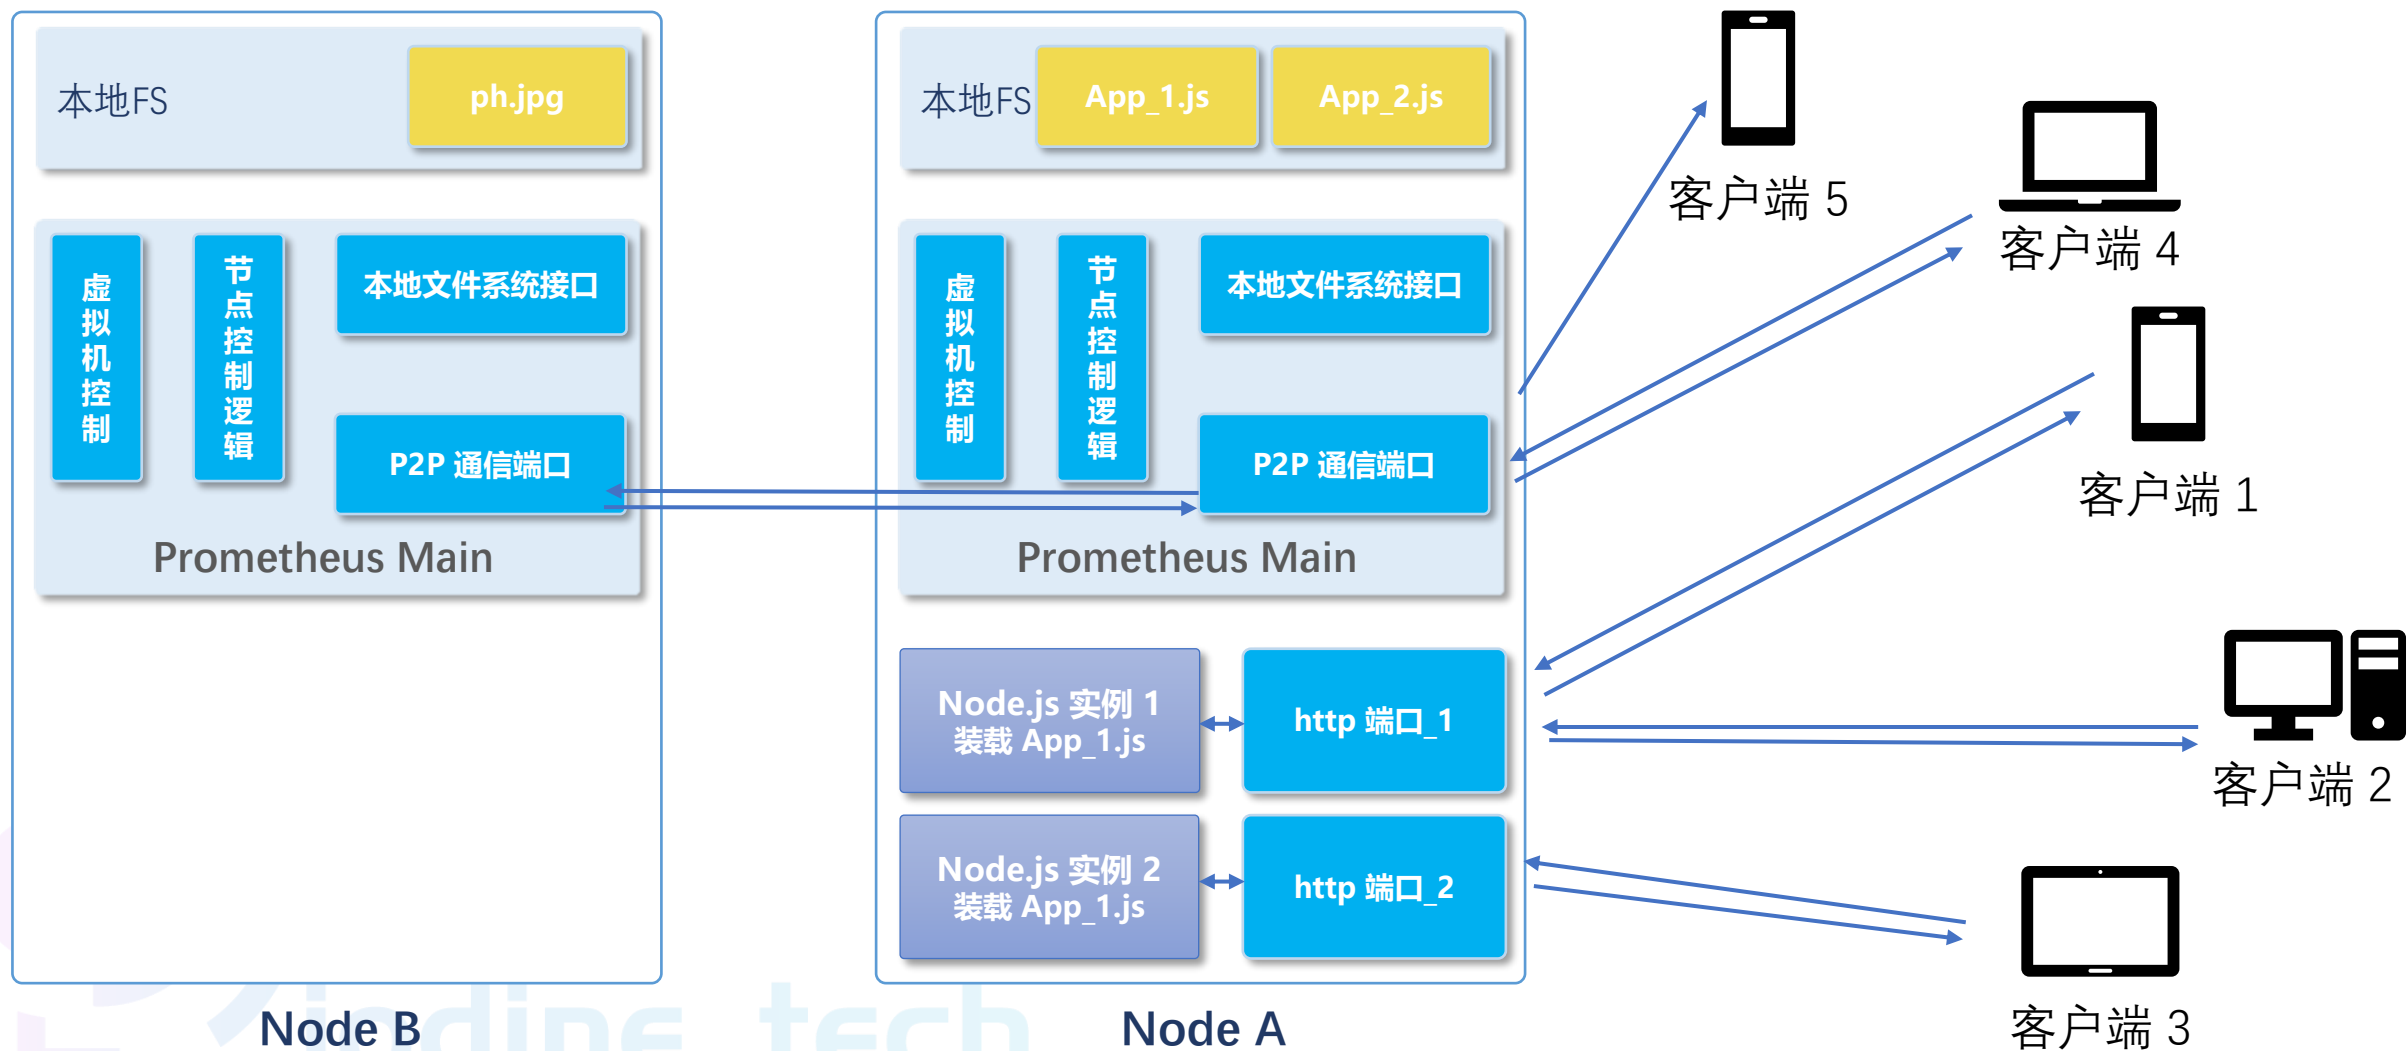 本地FS
ph.jpg
虚拟机控制
节点控制逻辑
本地文件系统接口
P2P 通信端口
Prometheus Main
Node B
本地FS
App_1.js
App_2.js
虚拟机控制
节点控制逻辑
本地文件系统接口
P2P 通信端口
Prometheus Main
Node.js 实例 1
装载 App_1.js
http 端口_1
Node.js 实例 2
装载 App_1.js
http 端口_2
Node A
客户端 5
客户端 4
客户端 1
客户端 2
客户端 3